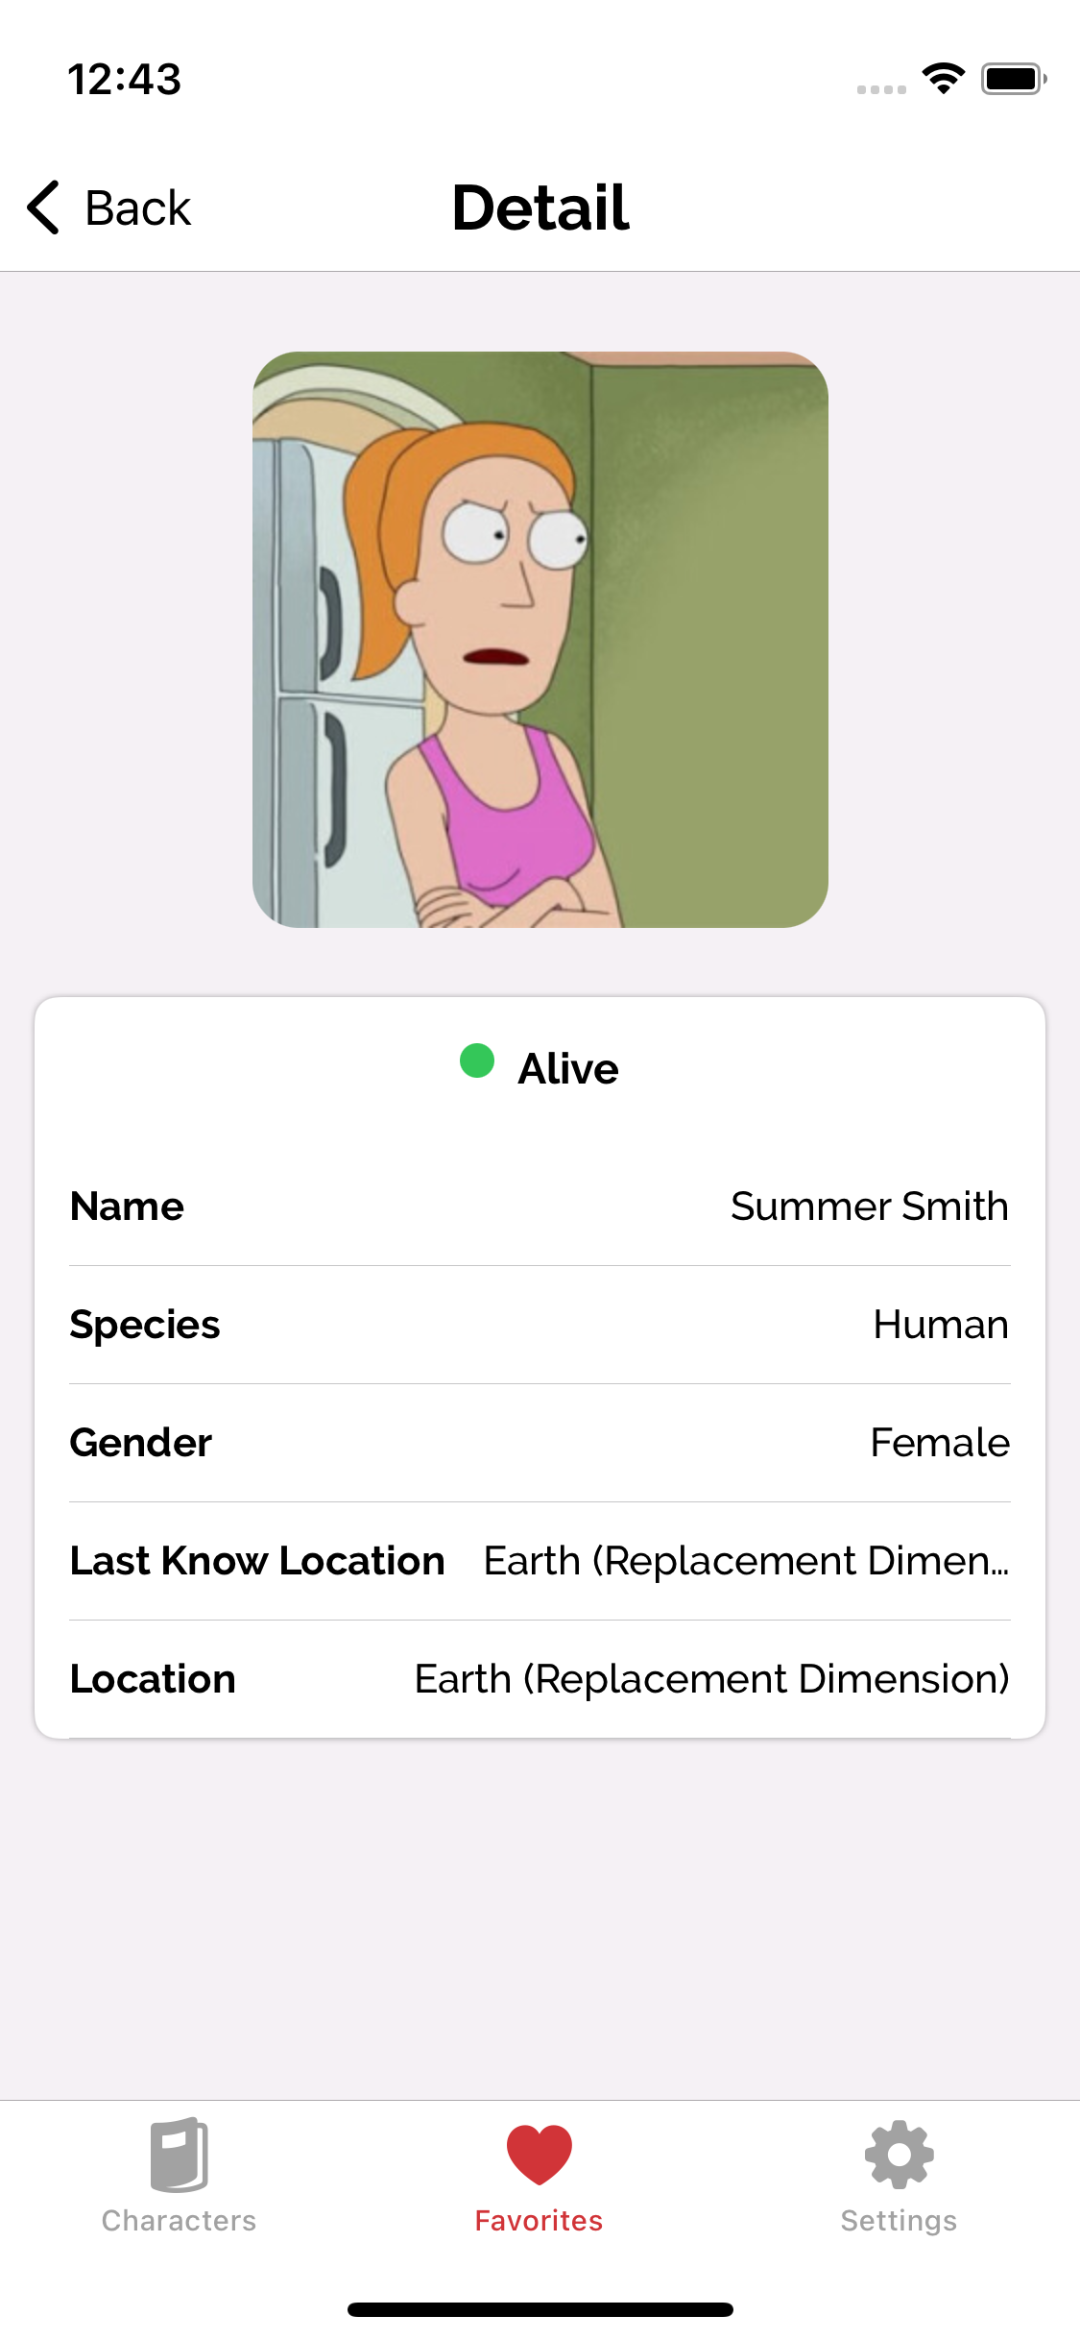 12:43
Back
Detail
Alive
Name
Summer Smith
Species
Human
Gender
Female
Last Know Location
Earth (Replacement Dimen...
Location
Earth (Replacement Dimension)
Characters
Favorites
Settings